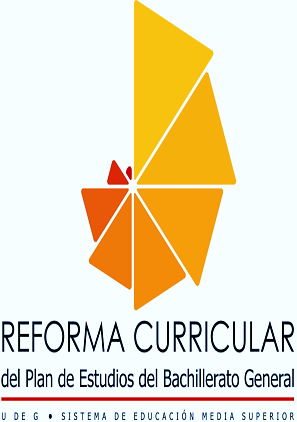 REFORMA CURRICULAR
del Plan de Estudios del Bachillerato General
U DE G • SISTEMA DE EDUCACIÓN MEDIA SUPERIOR